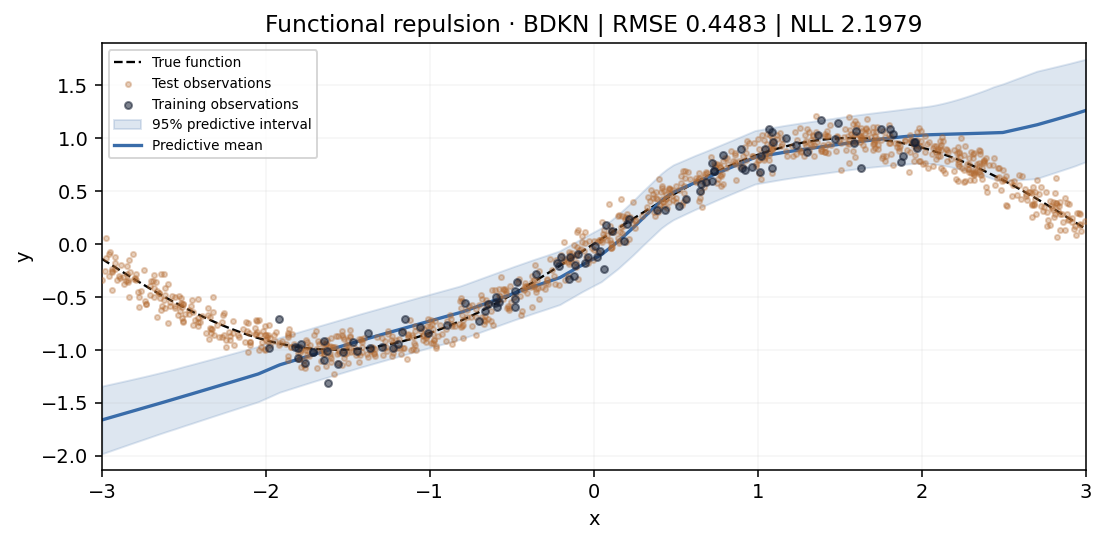 Functional repulsion · BDKN | RMSE 0.4483 | NLL 2.1979
True function
Test observations
Training observations
95% predictive interval
Predictive mean
1.5
1.0
0.5
0.0
−0.5
−1.0
−1.5
−2.0
y
−3
−2
−1
0
1
2
3
x